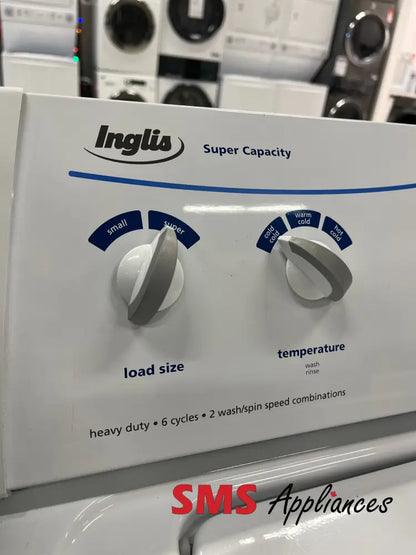 Inglis Super Capacity
small super
cold cold warm cold hot cold
load size temperature
wash
rinse
heavy duty • 6 cycles • 2 wash/spin speed combinations
SMS Appliances